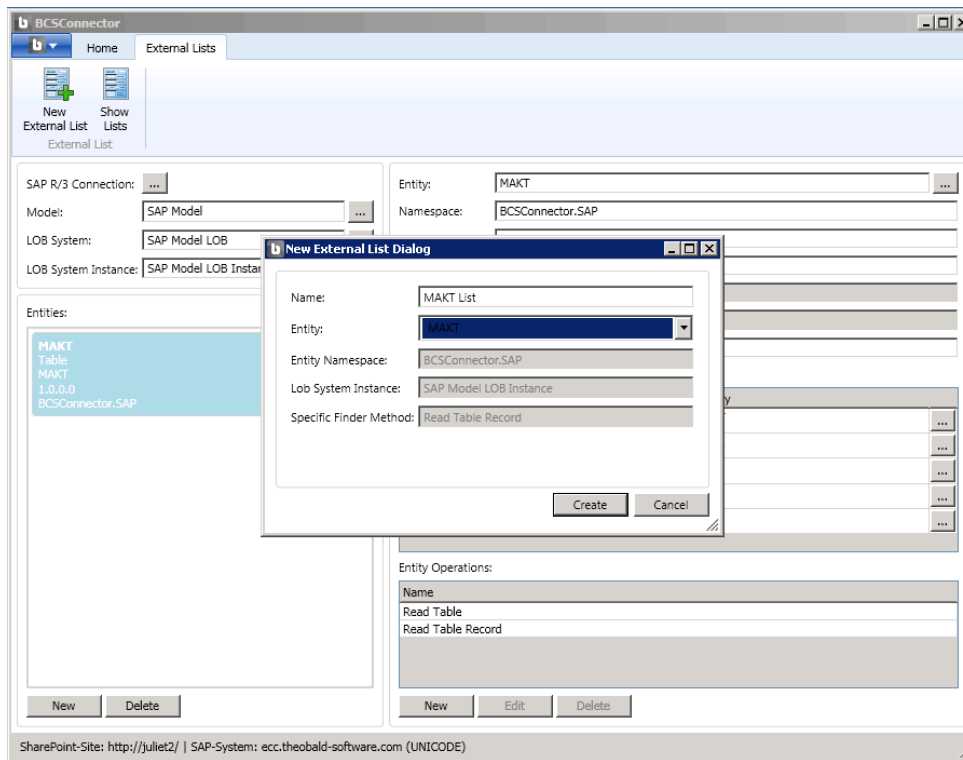 BCSConnector
Home
External Lists
New
External List
Show
Lists
External List
SAP R/3 Connection:
...
Model:
SAP Model
...
LOB System:
SAP Model LOB
LOB System Instance:
SAP Model LOB Instan
Entities:
MAKT
Table
MAKT
1.0.0.0
BCSConnector.SAP
New
Delete
Entity:
MAKT
...
Namespace:
BCSConnector.SAP
New External List Dialog
Name:
MAKT List
Entity:
MAKT
Entity Namespace:
BCSConnector.SAP
Lob System Instance:
SAP Model LOB Instance
Specific Finder Method:
Read Table Record
Create
Cancel
y
...
...
...
...
...
Entity Operations:
Name
Read Table
Read Table Record
New
Edit
Delete
SharePoint-Site: http://juliet2/ | SAP-System: ecc.theobald-software.com (UNICODE)